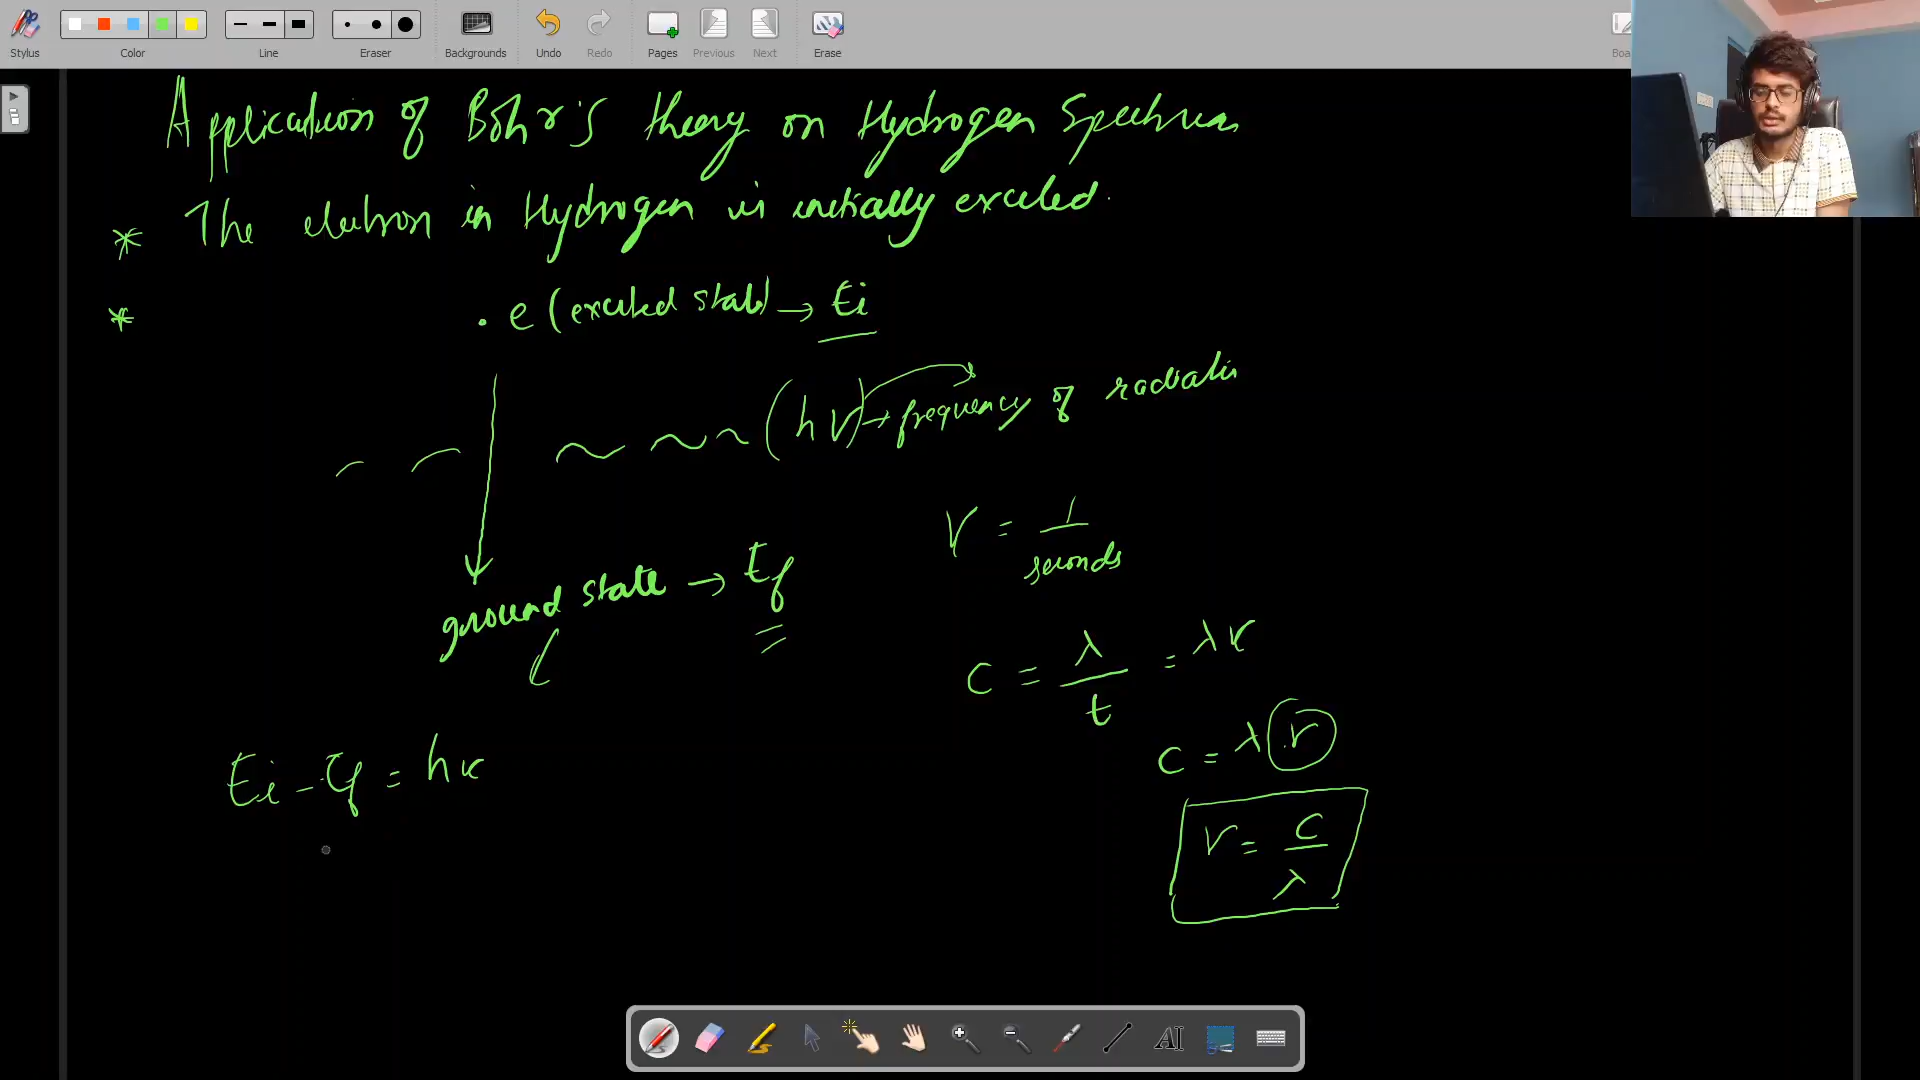 Stylus Color Line Eraser Backgrounds Undo Redo Pages Previous Next Erase Boa
Application of Bohr's theory on Hydrogen Spectrum
* The electron in Hydrogen is initially excited.
* . e (excited state) → Ei
(hν) → frequency of radiation
ν = 1 / seconds
ground state → Ef
(
c = λ / t = λν
c = λ.ν
Ei - Ef = hν
ν = c / λ
AI